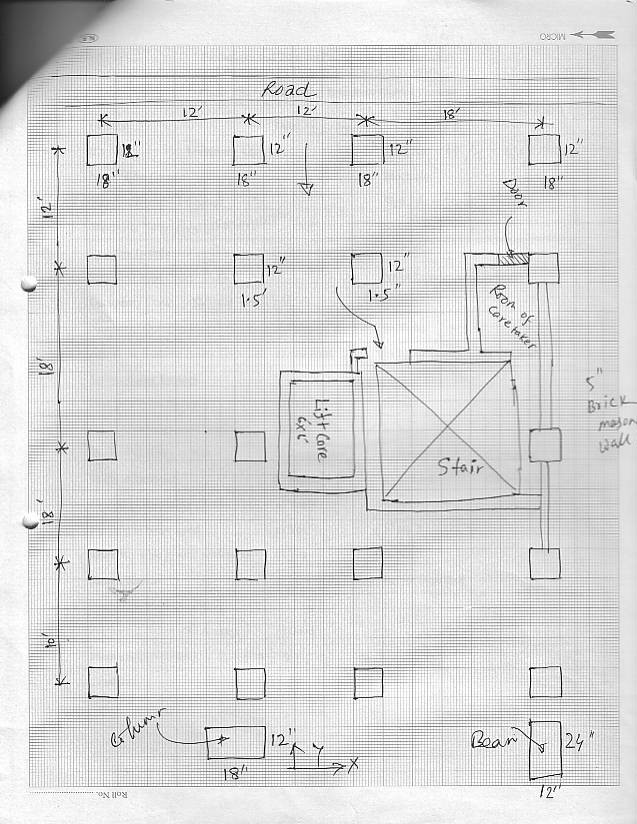 MICRO
Road
12'
12'
18'
12"
12"
12"
12"
18"
18"
18"
18"
12'
Door
12"
12"
1.5'
1.5"
Room of
Care taker
18'
5"
Brick
mason
wall
Lift Core
6x6'
Stair
18'
10'
Column
12"
18"
Y
X
Beam
24"
12"
Roll No.